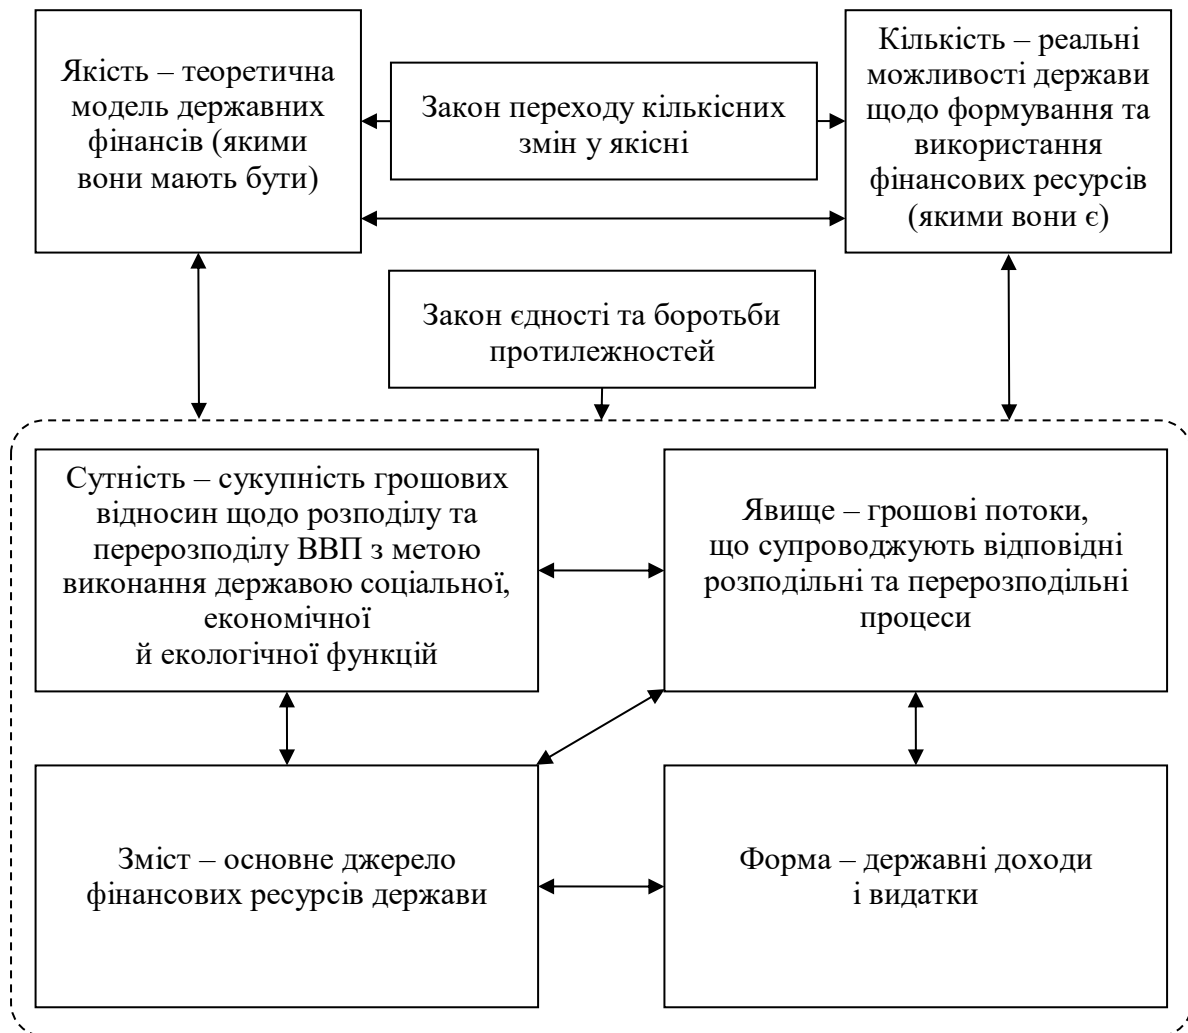 Якість – теоретична
модель державних
фінансів (якими
вони мають бути)
Закон переходу кількісних
змін у якісні
Кількість – реальні
можливості держави
щодо формування та
використання
фінансових ресурсів
(якими вони є)
Закон єдності та боротьби
протилежностей
Сутність – сукупність грошових
відносин щодо розподілу та
перерозподілу ВВП з метою
виконання державою соціальної,
економічної
й екологічної функцій
Явище – грошові потоки,
що супроводжують відповідні
розподільні та перерозподільні
процеси
Зміст – основне джерело
фінансових ресурсів держави
Форма – державні доходи
і видатки